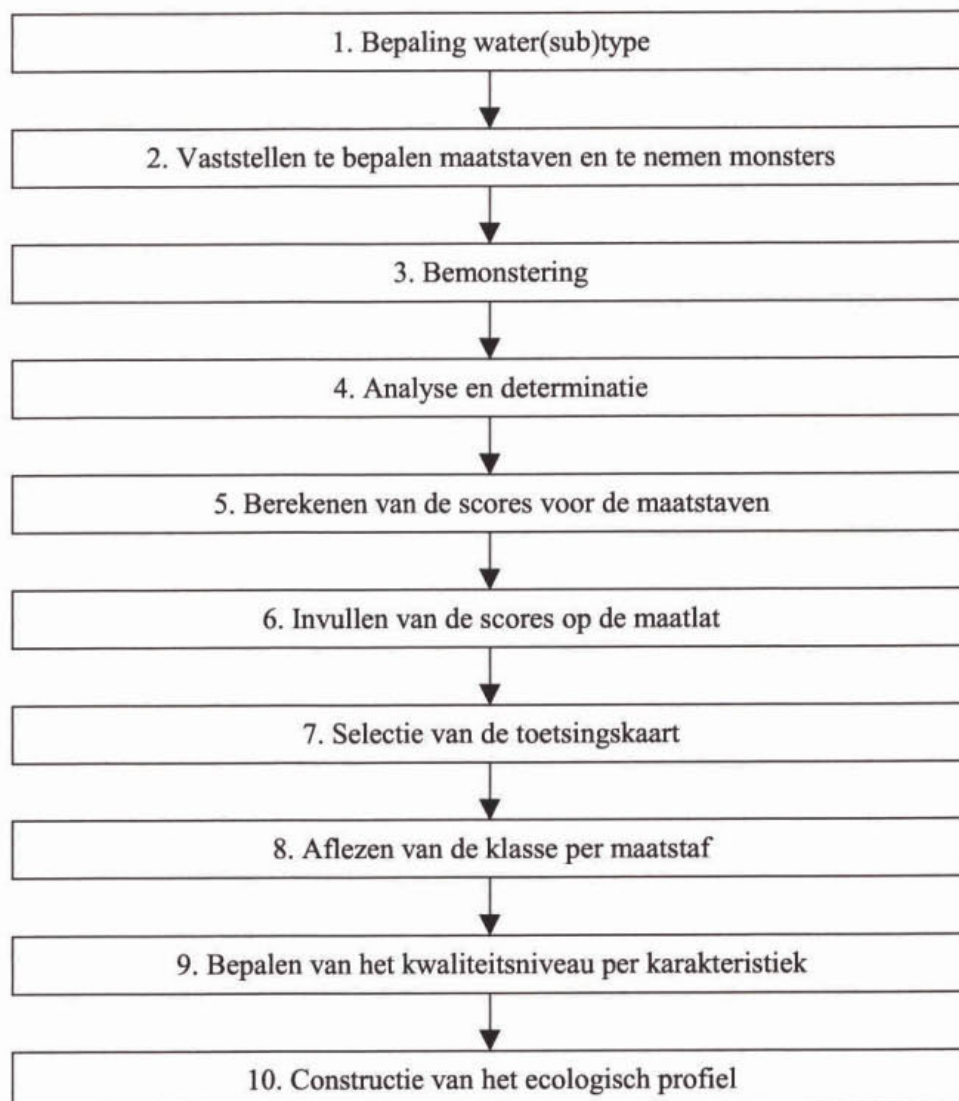 1. Bepaling water(sub)type
2. Vaststellen te bepalen maatstaven en te nemen monsters
3. Bemonstering
4. Analyse en determinatie
5. Berekenen van de scores voor de maatstaven
6. Invullen van de scores op de maatlat
7. Selectie van de toetsingskaart
8. Aflezen van de klasse per maatstaf
9. Bepalen van het kwaliteitsniveau per karakteristiek
10. Constructie van het ecologisch profiel